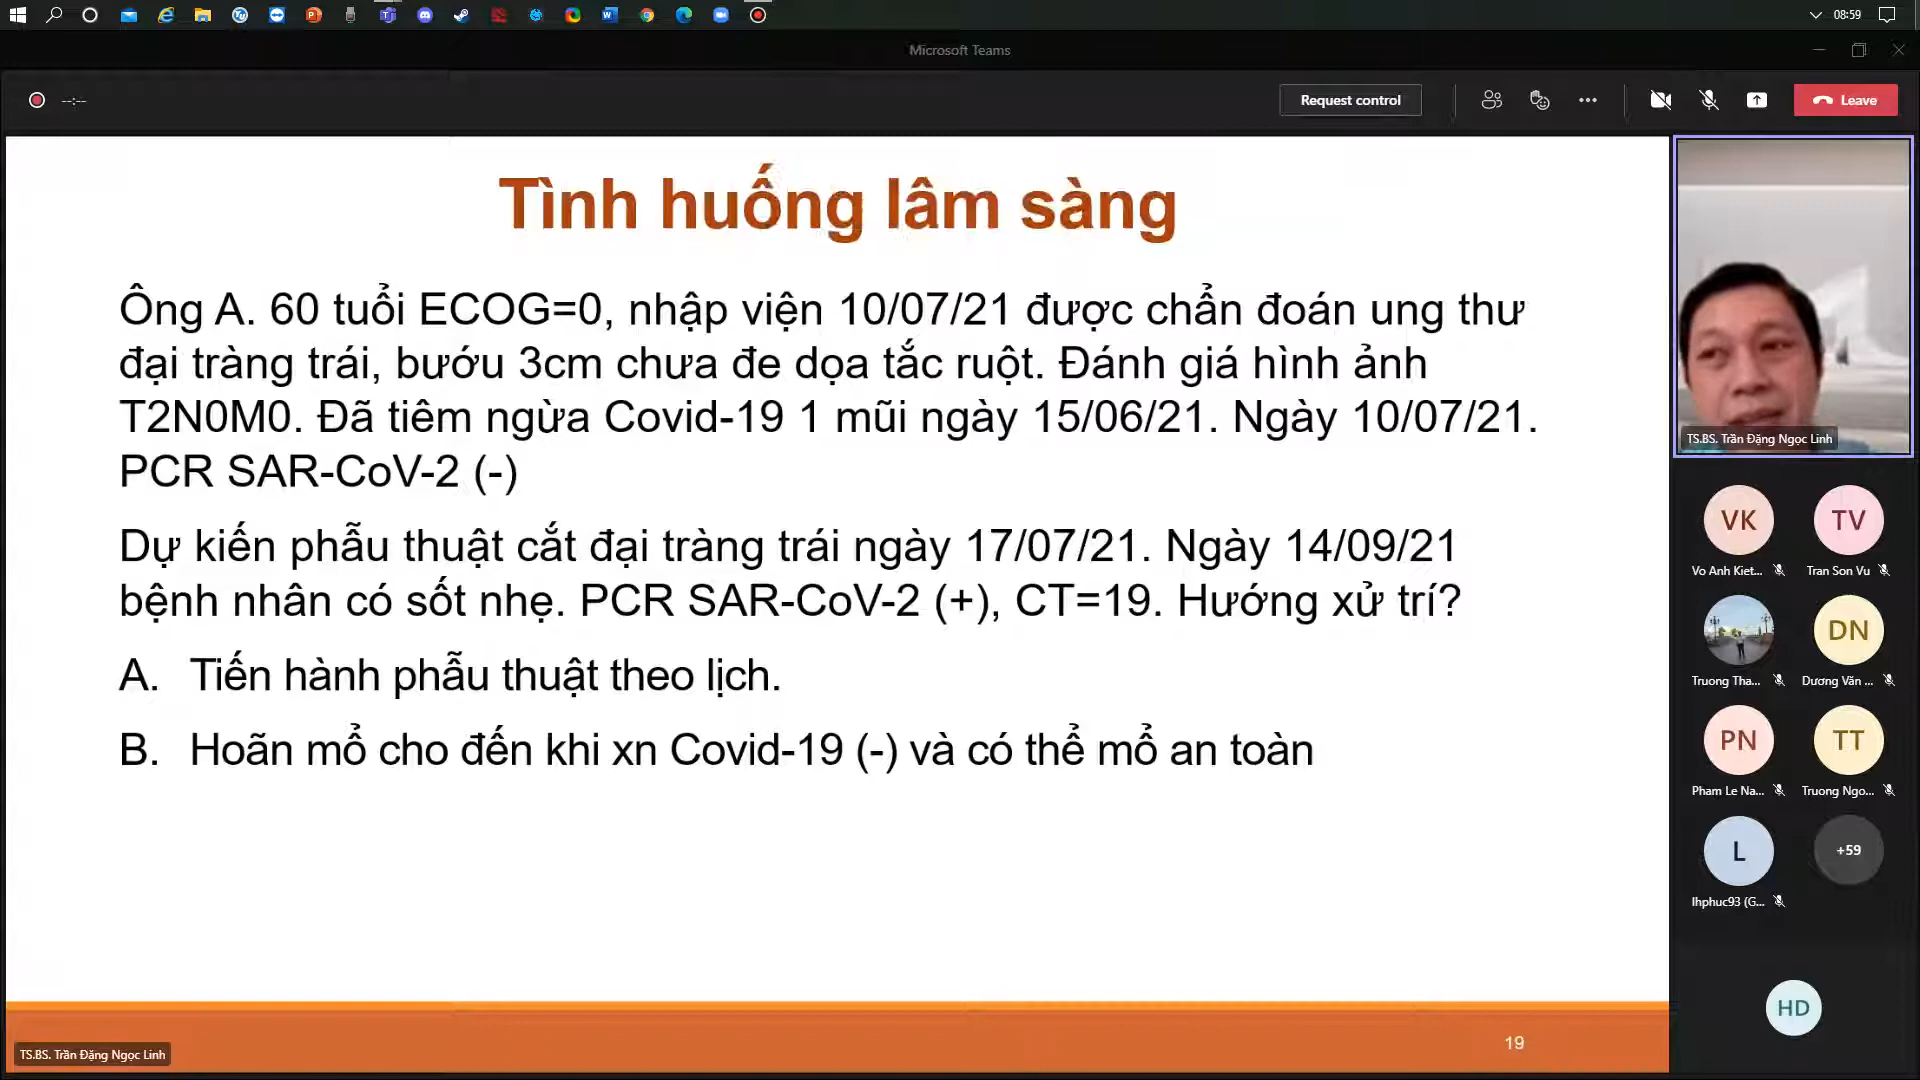 08:59
Microsoft Teams
--:--
Request control
Leave
Tình huống lâm sàng
Ông A. 60 tuổi ECOG=0, nhập viện 10/07/21 được chẩn đoán ung thư
đại tràng trái, bướu 3cm chưa đe dọa tắc ruột. Đánh giá hình ảnh
T2N0M0. Đã tiêm ngừa Covid-19 1 mũi ngày 15/06/21. Ngày 10/07/21.
PCR SAR-CoV-2 (-)
Dự kiến phẫu thuật cắt đại tràng trái ngày 17/07/21. Ngày 14/09/21
bệnh nhân có sốt nhẹ. PCR SAR-CoV-2 (+), CT=19. Hướng xử trí?
A. Tiến hành phẫu thuật theo lịch.
B. Hoãn mổ cho đến khi xn Covid-19 (-) và có thể mổ an toàn
19
TS.BS. Trần Đặng Ngọc Linh
TS.BS. Trần Đặng Ngọc Linh
VK
TV
Vo Anh Kiet...
Tran Son Vu
DN
Truong Tha...
Dương Văn ...
PN
TT
Pham Le Na...
Truong Ngo...
L
+59
lhphuc93 (G...
HD